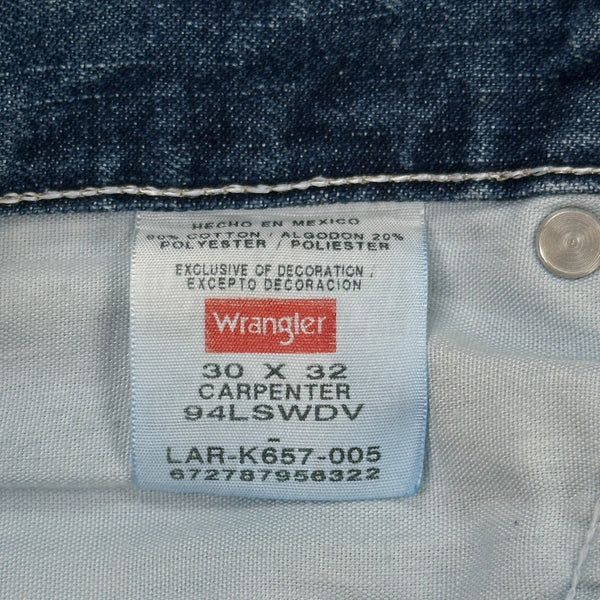 HECHO EN MEXICO
80% COTTON / ALGODON 20%
POLYESTER / POLIESTER
EXCLUSIVE OF DECORATION /
EXCEPTO DECORACION
Wrangler
30 X 32
CARPENTER
94LSWDV
-
LAR-K657-005
672787956322